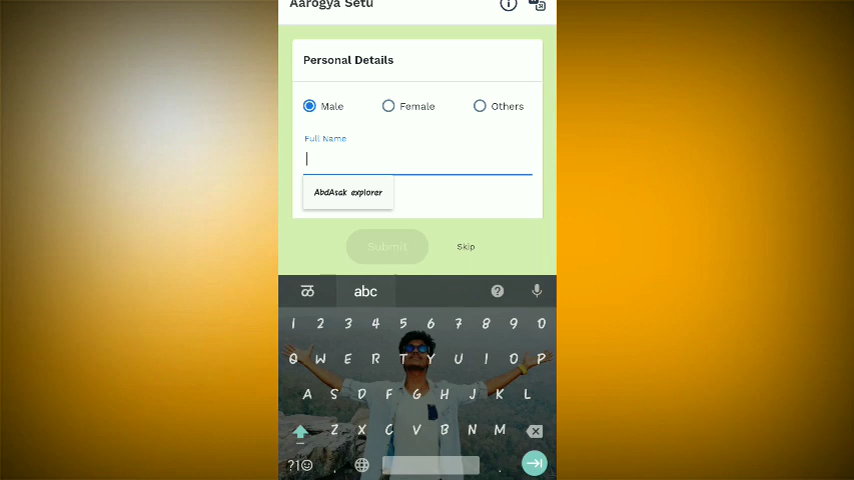 Aarogya Setu
Personal Details
Male Female Others
Full Name
AbdAsak explorer
Submit Skip
ळ abc
1 2 3 4 5 6 7 8 9 0
Q W E R T Y U I O P
A S D F G H J K L
Z X C V B N M
?1☺ , .